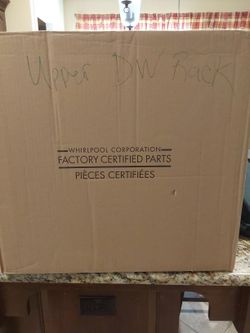 Upper DW Rack
WHIRLPOOL CORPORATION
FACTORY CERTIFIED PARTS
PIÈCES CERTIFIÉES